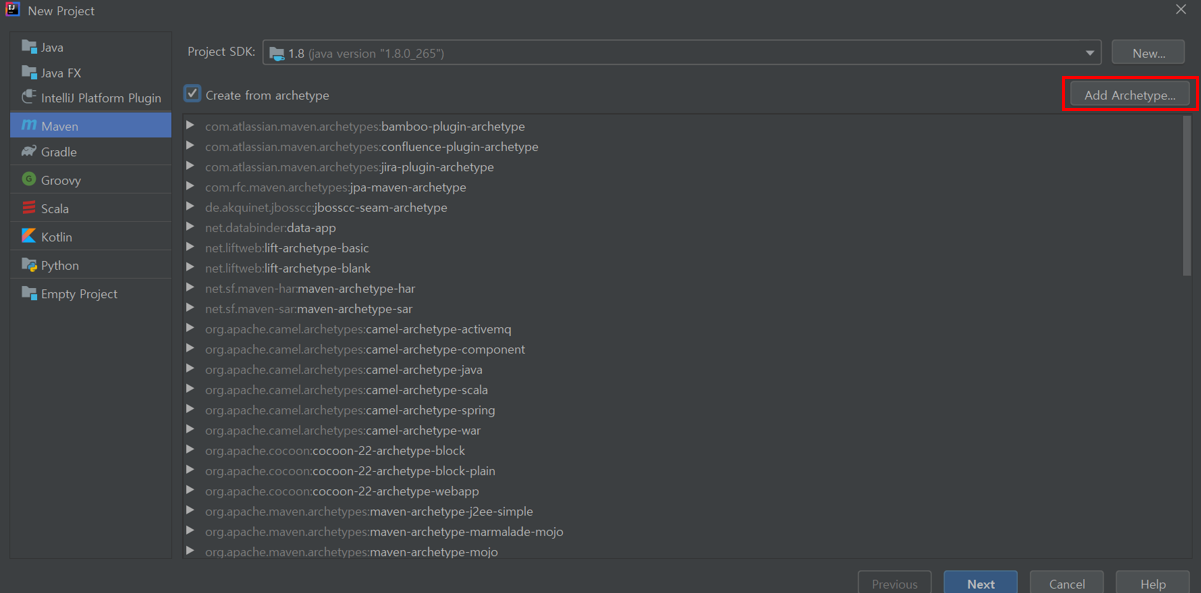 New Project
Java
Java FX
IntelliJ Platform Plugin
Maven
Gradle
Groovy
Scala
Kotlin
Python
Empty Project
Project SDK: 1.8 (java version "1.8.0_265") New...
Create from archetype Add Archetype...
com.atlassian.maven.archetypes:bamboo-plugin-archetype
com.atlassian.maven.archetypes:confluence-plugin-archetype
com.atlassian.maven.archetypes:jira-plugin-archetype
com.rfc.maven.archetypes:jpa-maven-archetype
de.akquinet.jbosscc:jbosscc-seam-archetype
net.databinder:data-app
net.liftweb:lift-archetype-basic
net.liftweb:lift-archetype-blank
net.sf.maven-har:maven-archetype-har
net.sf.maven-sar:maven-archetype-sar
org.apache.camel.archetypes:camel-archetype-activemq
org.apache.camel.archetypes:camel-archetype-component
org.apache.camel.archetypes:camel-archetype-java
org.apache.camel.archetypes:camel-archetype-scala
org.apache.camel.archetypes:camel-archetype-spring
org.apache.camel.archetypes:camel-archetype-war
org.apache.cocoon:cocoon-22-archetype-block
org.apache.cocoon:cocoon-22-archetype-block-plain
org.apache.cocoon:cocoon-22-archetype-webapp
org.apache.maven.archetypes:maven-archetype-j2ee-simple
org.apache.maven.archetypes:maven-archetype-marmalade-mojo
org.apache.maven.archetypes:maven-archetype-mojo
Previous Next Cancel Help